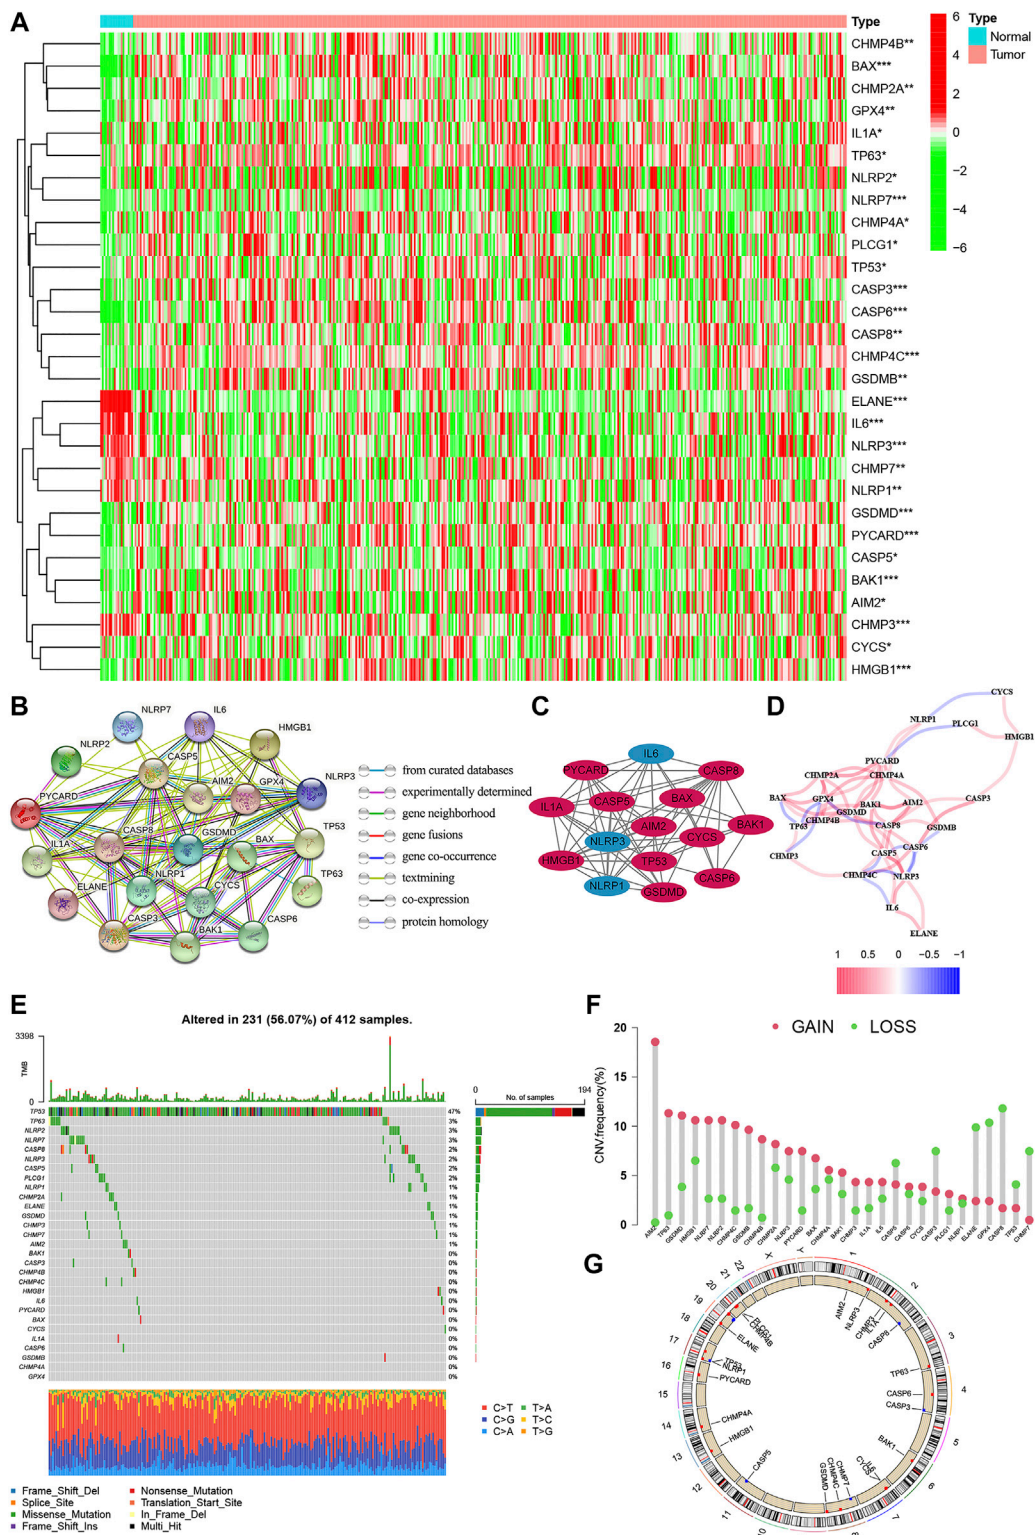 A
Type
CHMP4B**
BAX***
CHMP2A**
GPX4**
IL1A*
TP63*
NLRP2*
NLRP7***
CHMP4A*
PLCG1*
TP53*
CASP3***
CASP6***
CASP8**
CHMP4C***
GSDMB**
ELANE***
IL6***
NLRP3***
CHMP7**
NLRP1**
GSDMD***
PYCARD***
CASP5*
BAK1***
AIM2*
CHMP3***
CYCS*
HMGB1***
6
4
2
0
−2
−4
−6
Type
Normal
Tumor
B
NLRP7
IL6
HMGB1
NLRP2
CASP5
AIM2
GPX4
NLRP3
PYCARD
CASP8
GSDMD
BAX
TP53
IL1A
NLRP1
TP63
ELANE
CYCS
CASP3
BAK1
CASP6
from curated databases
experimentally determined
gene neighborhood
gene fusions
gene co-occurrence
textmining
co-expression
protein homology
C
IL6
PYCARD
CASP8
IL1A
CASP5
BAX
AIM2
BAK1
NLRP3
CYCS
HMGB1
TP53
NLRP1
GSDMD
CASP6
D
CYCS
NLRP1
PLCG1
HMGB1
PYCARD
CHMP2A
CHMP4A
BAX
GPX4
BAK1
AIM2
CASP3
TP63
CHMP4B
GSDMD
CASP8
GSDMB
CHMP3
CASP5
CASP6
CHMP4C
NLRP3
IL6
ELANE
1 0.5 0 -0.5 -1
E
Altered in 231 (56.07%) of 412 samples.
3398
TMB
0
0 194
No. of samples
TP53 47%
TP63 3%
NLRP2 3%
NLRP7 3%
CASP8 2%
NLRP3 2%
CASP5 2%
PLCG1 2%
NLRP1 1%
CHMP2A 1%
ELANE 1%
GSDMD 1%
CHMP3 1%
CHMP7 1%
AIM2 1%
BAK1 0%
CASP3 0%
CHMP4B 0%
CHMP4C 0%
HMGB1 0%
IL6 0%
PYCARD 0%
BAX 0%
CYCS 0%
IL1A 0%
CASP6 0%
GSDMB 0%
CHMP4A 0%
GPX4 0%
C>T T>A
C>G T>C
C>A T>G
Frame_Shift_Del Nonsense_Mutation
Splice_Site Translation_Start_Site
Missense_Mutation In_Frame_Del
Frame_Shift_Ins Multi_Hit
F
GAIN LOSS
CNV.frequency(%)
20
15
10
5
0
AIM2
TP63
GSDMD
HMGB1
NLRP7
NLRP2
CHMP4C
GSDMB
CHMP4B
CHMP2A
NLRP3
PYCARD
BAX
CHMP4A
BAK1
CHMP3
IL1A
IL6
CASP5
CASP6
CYCS
CASP3
PLCG1
NLRP1
ELANE
GPX4
CASP8
TP53
CHMP7
G
X
Y
1
2
3
4
5
6
7
8
10
11
12
13
14
15
16
17
18
19
20
21
22
AIM2
NLRP3
CHMP3
IL1A
CASP8
TP63
CASP6
CASP3
BAK1
IL6
CYCS
CHMP7
CHMP4C
GSDMD
CASP5
HMGB1
CHMP4A
PYCARD
NLRP1
TP53
ELANE
CHMP4B
PLCG1